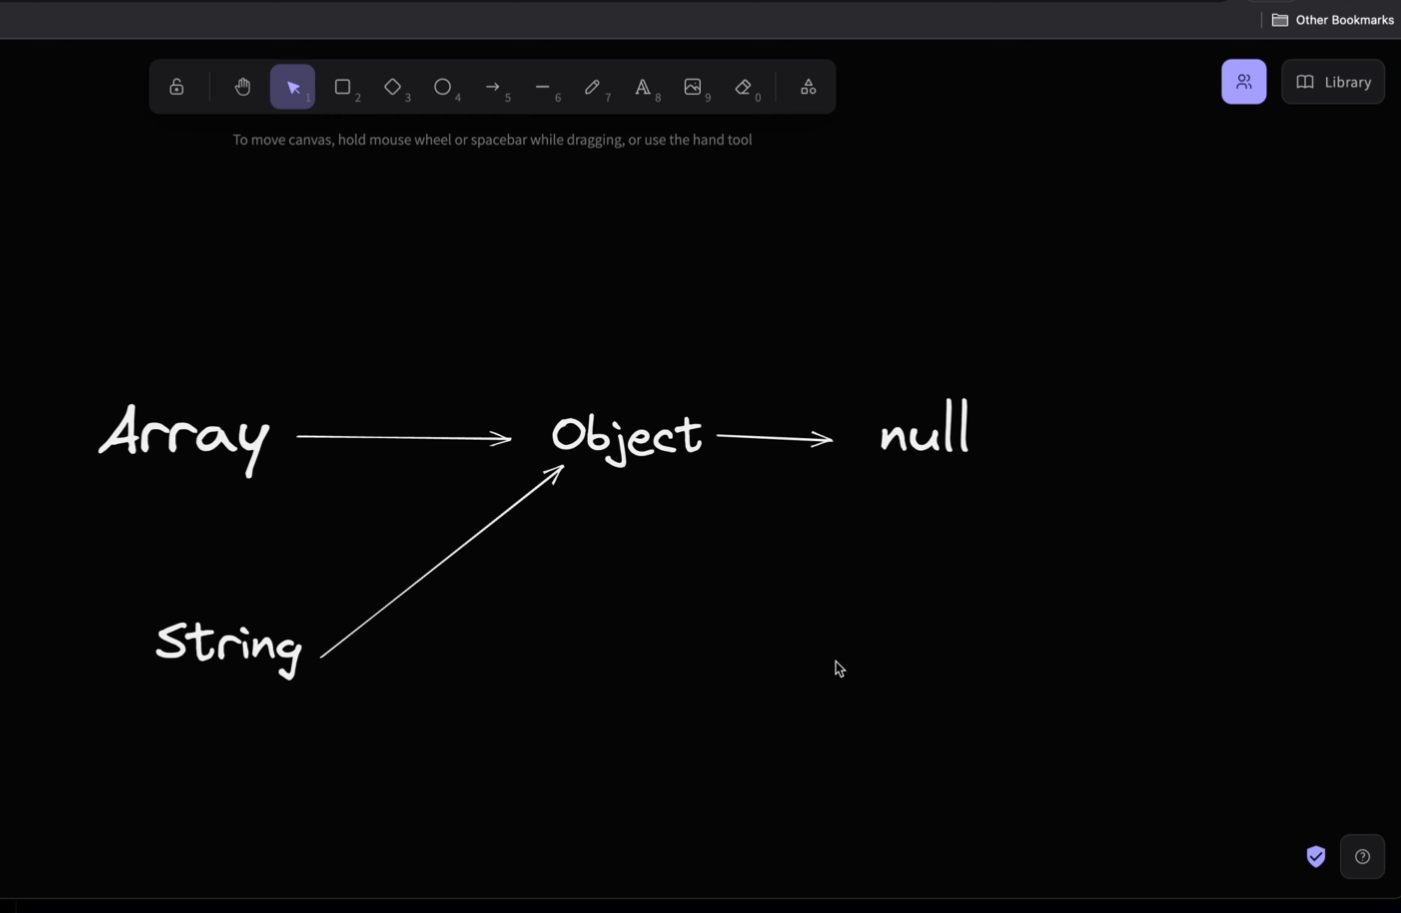 Other Bookmarks
1 2 3 4 5 6 7 A 8 9 0
Library
To move canvas, hold mouse wheel or spacebar while dragging, or use the hand tool
Array Object null
String